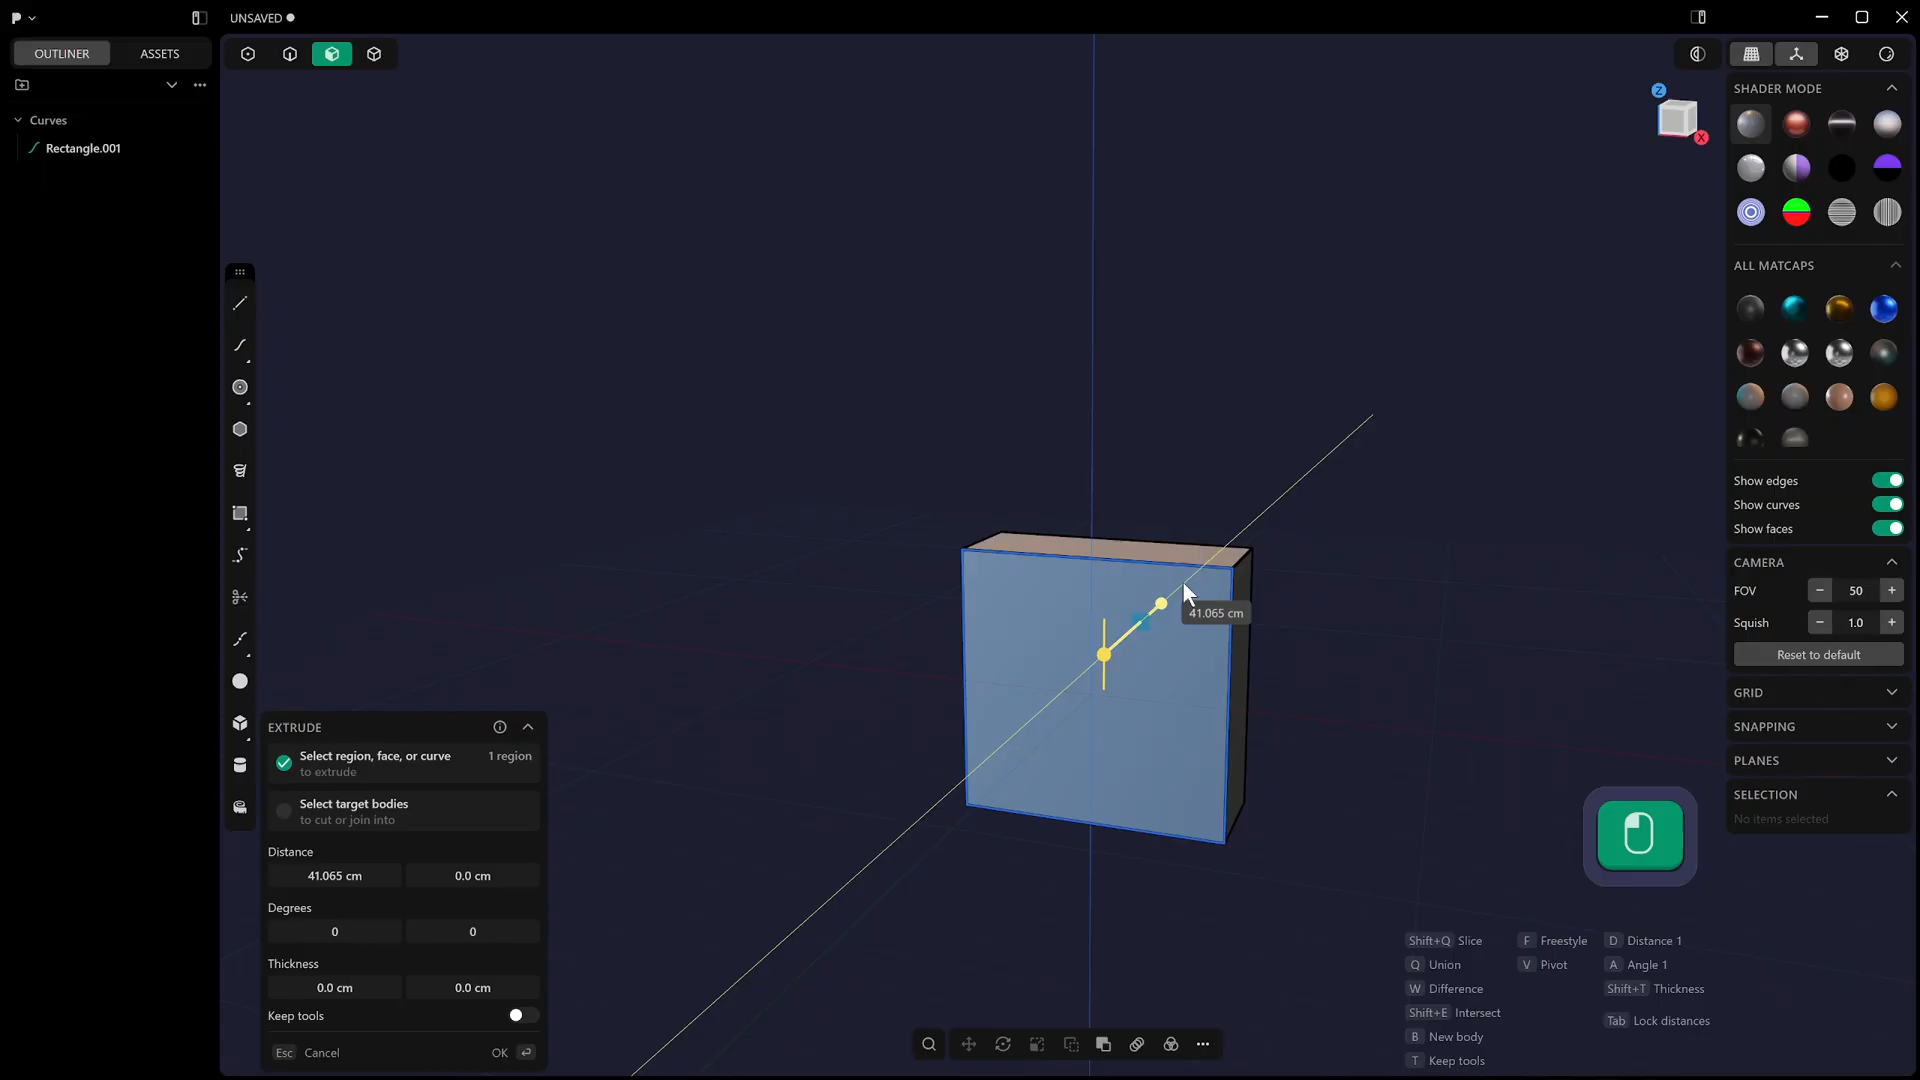 UNSAVED
OUTLINER
ASSETS
Curves
Rectangle.001
Z
X
SHADER MODE
ALL MATCAPS
Show edges
Show curves
Show faces
CAMERA
FOV
50
Squish
1.0
Reset to default
GRID
SNAPPING
PLANES
SELECTION
No items selected
41.065 cm
EXTRUDE
Select region, face, or curve
1 region
to extrude
Select target bodies
to cut or join into
Distance
41.065 cm
0.0 cm
Degrees
0
0
Thickness
0.0 cm
0.0 cm
Keep tools
Esc Cancel
OK
Shift+Q Slice
F Freestyle
D Distance 1
Q Union
V Pivot
A Angle 1
W Difference
Shift+T Thickness
Shift+E Intersect
Tab Lock distances
B New body
T Keep tools